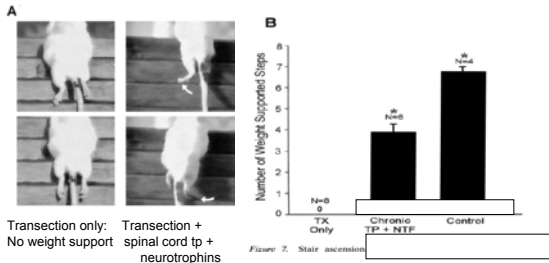 A
Transection only:
No weight support
Transection +
spinal cord tp +
neurotrophins
B
Number of Weight Supported Steps
8
7
6
5
4
3
2
1
0
N=6
0
*
N=6
*
N=4
TX
Only
Chronic
TP + NTF
Control
Figure 7. Stair ascension